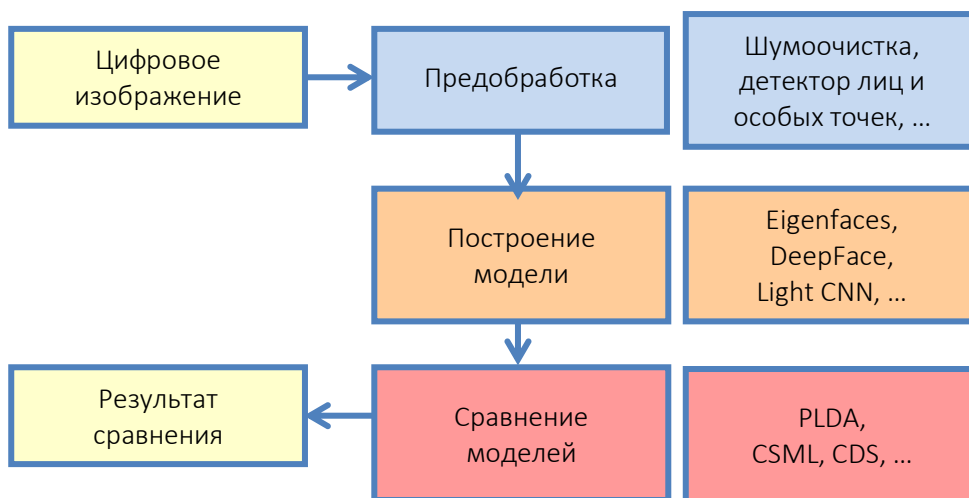 Цифровое
изображение
Предобработка
Шумоочистка,
детектор лиц и
особых точек, ...
Построение
модели
Eigenfaces,
DeepFace,
Light CNN, ...
Результат
сравнения
Сравнение
моделей
PLDA,
CSML, CDS, ...